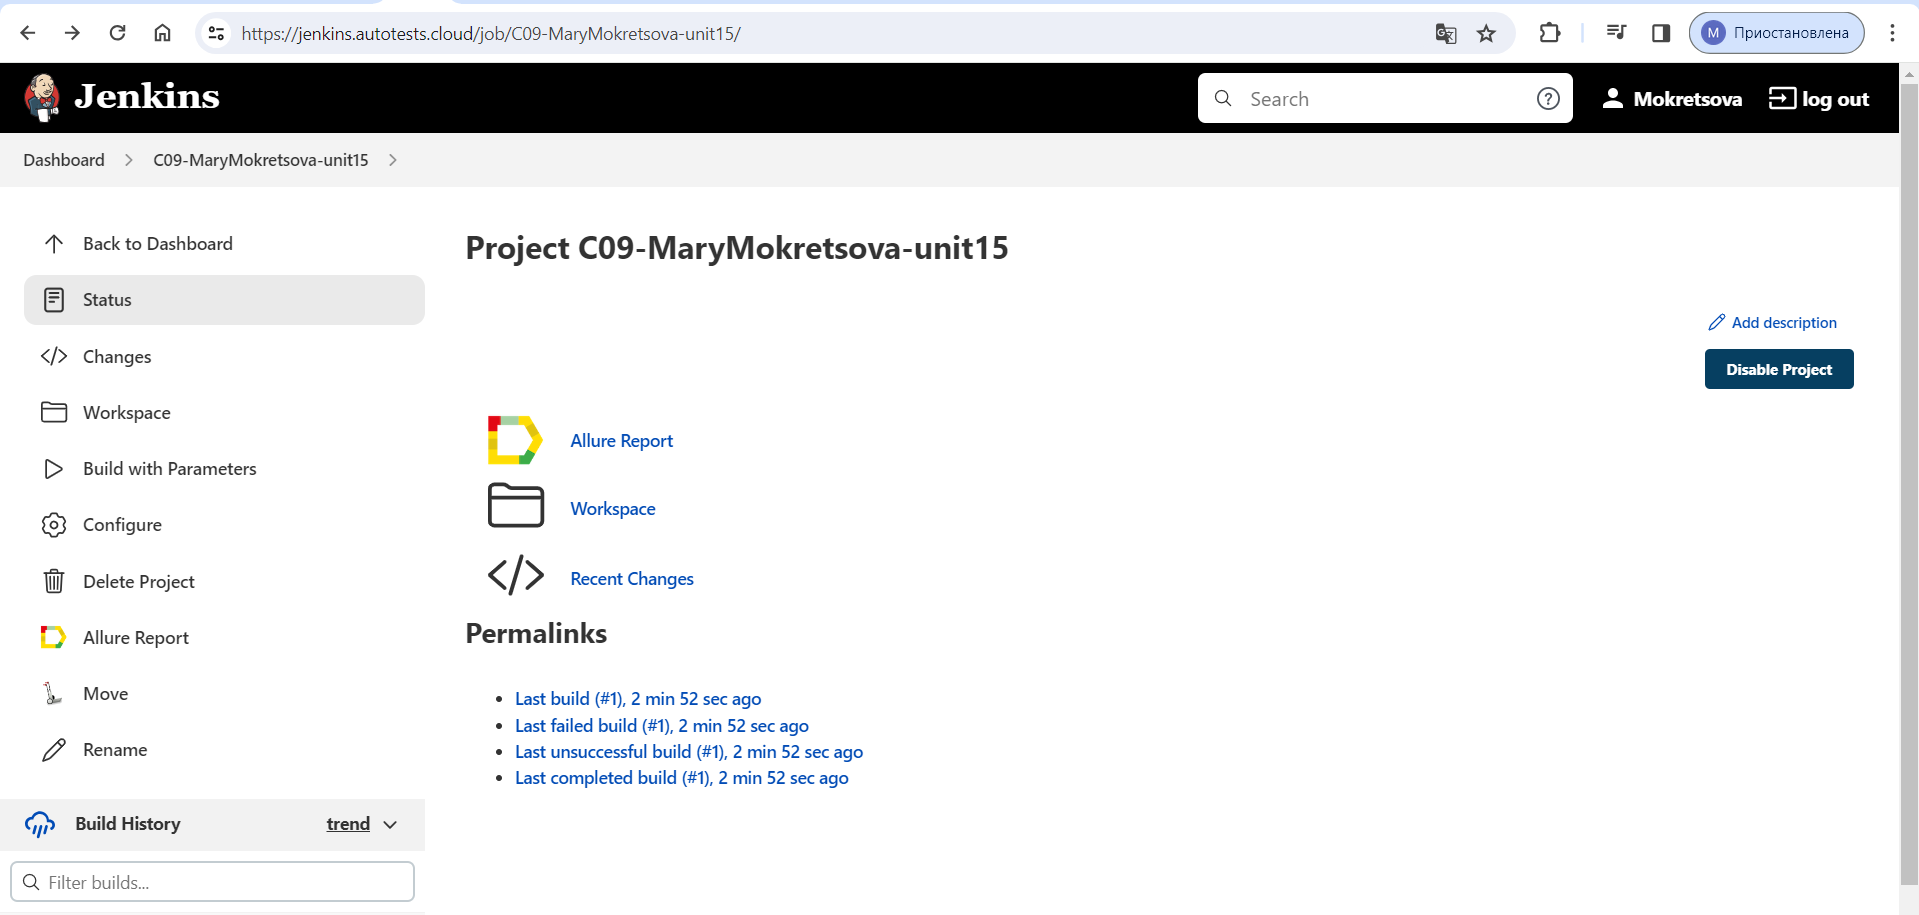 https://jenkins.autotests.cloud/job/C09-MaryMokretsova-unit15/
M Приостановлена
Jenkins
Search
Mokretsova
log out
Dashboard
C09-MaryMokretsova-unit15
Back to Dashboard
Status
Changes
Workspace
Build with Parameters
Configure
Delete Project
Allure Report
Move
Rename
Build History
trend
Filter builds...
Project C09-MaryMokretsova-unit15
Add description
Disable Project
Allure Report
Workspace
Recent Changes
Permalinks
Last build (#1), 2 min 52 sec ago
Last failed build (#1), 2 min 52 sec ago
Last unsuccessful build (#1), 2 min 52 sec ago
Last completed build (#1), 2 min 52 sec ago